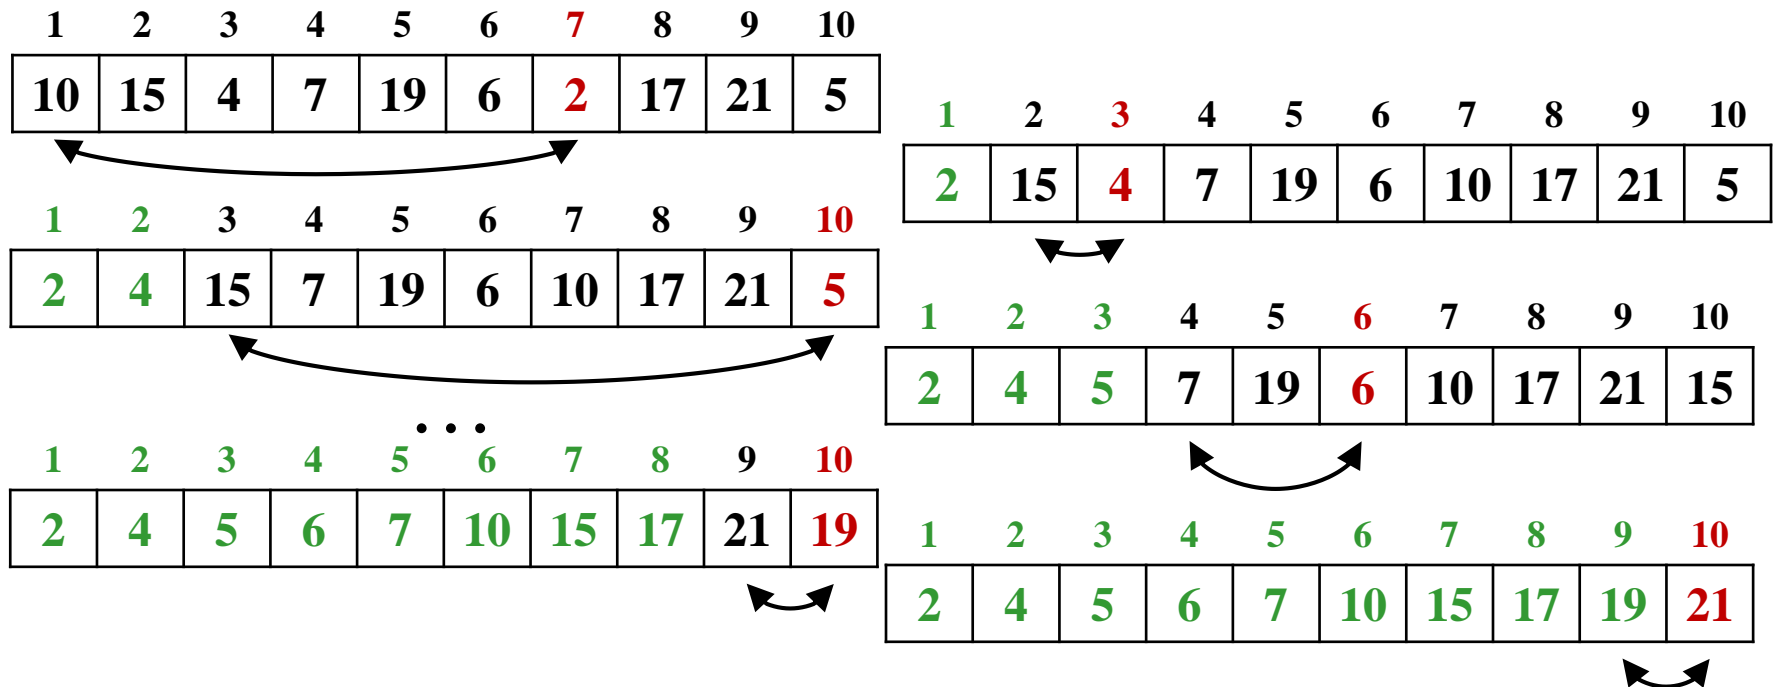 1 2 3 4 5 6 7 8 9 10
10 15 4 7 19 6 2 17 21 5
1 2 3 4 5 6 7 8 9 10
2 15 4 7 19 6 10 17 21 5
1 2 3 4 5 6 7 8 9 10
2 4 15 7 19 6 10 17 21 5
1 2 3 4 5 6 7 8 9 10
2 4 5 7 19 6 10 17 21 15
...
1 2 3 4 5 6 7 8 9 10
2 4 5 6 7 10 15 17 21 19
1 2 3 4 5 6 7 8 9 10
2 4 5 6 7 10 15 17 19 21